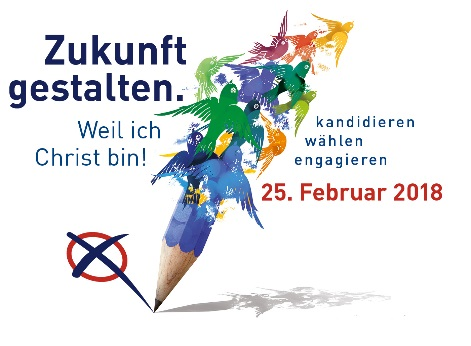 Zukunft
gestalten.
Weil ich
Christ bin!
kandidieren
wählen
engagieren
25. Februar 2018